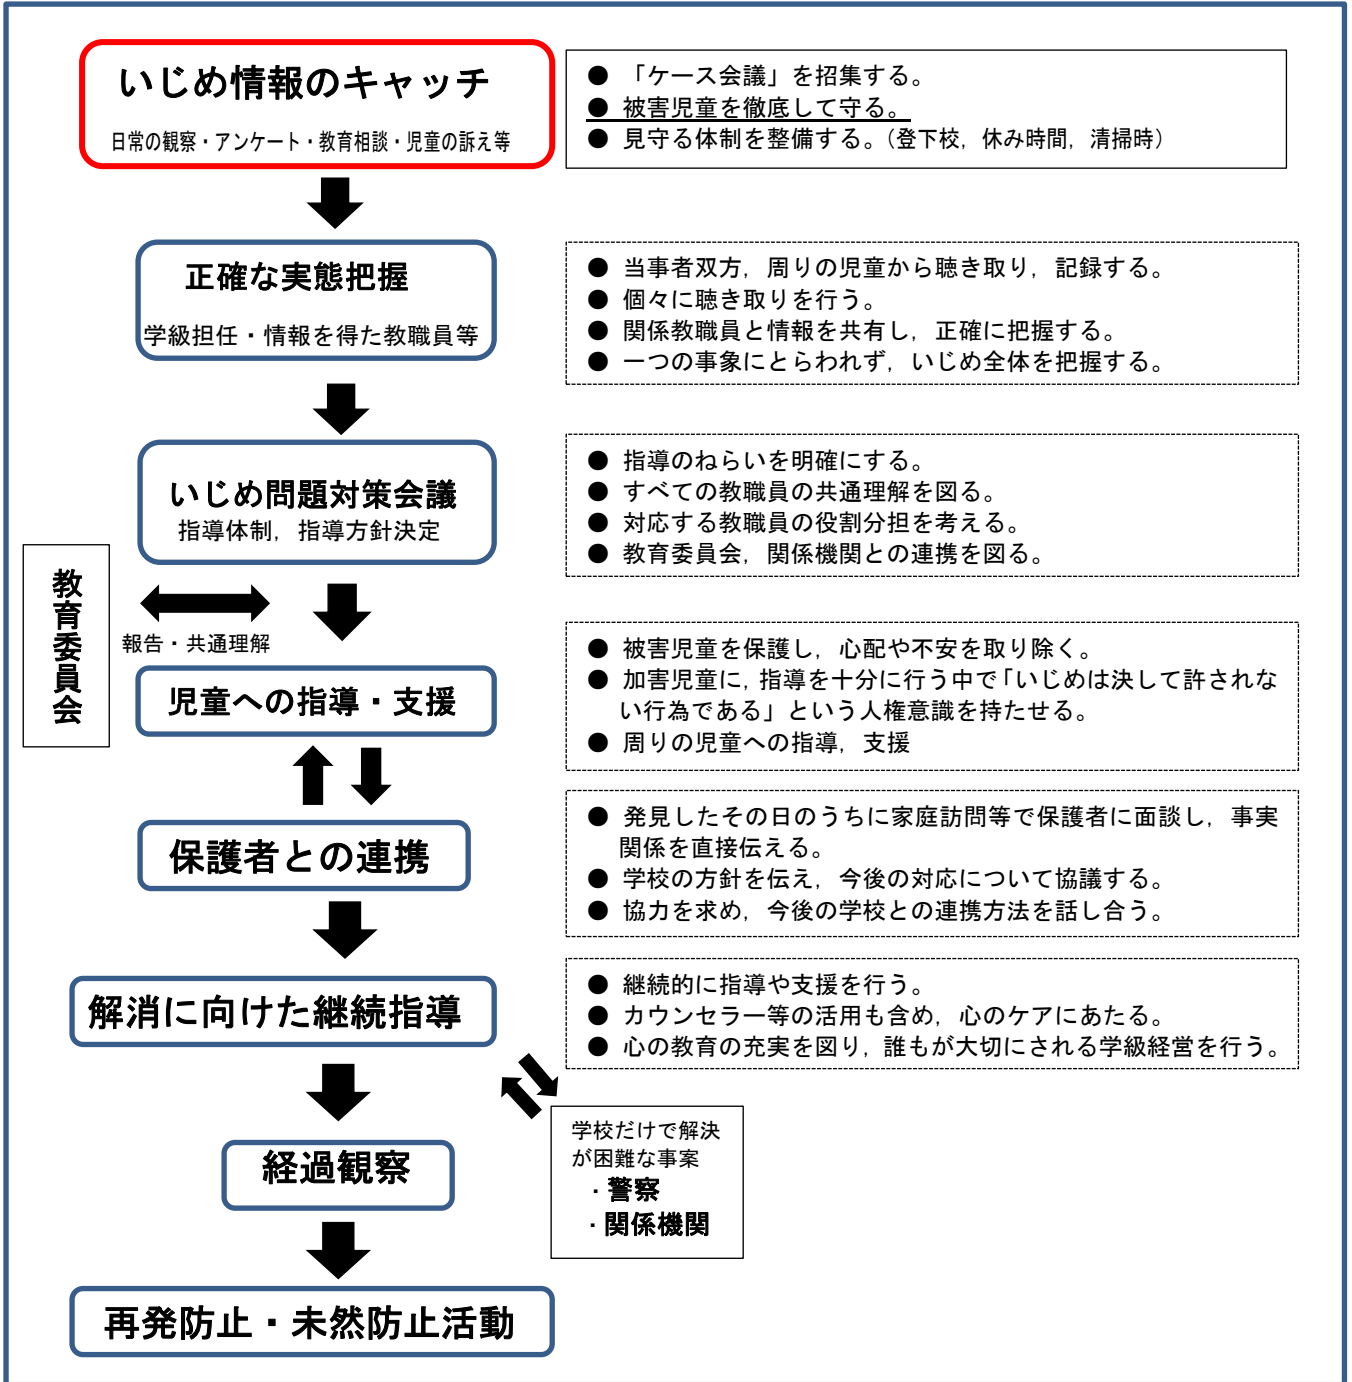 いじめ情報のキャッチ
日常の観察・アンケート・教育相談・児童の訴え等
● 「ケース会議」を招集する。
● 被害児童を徹底して守る。
● 見守る体制を整備する。（登下校，休み時間，清掃時）
正確な実態把握
学級担任・情報を得た教職員等
● 当事者双方，周りの児童から聴き取り，記録する。
● 個々に聴き取りを行う。
● 関係教職員と情報を共有し，正確に把握する。
● 一つの事象にとらわれず，いじめ全体を把握する。
いじめ問題対策会議
指導体制，指導方針決定
● 指導のねらいを明確にする。
● すべての教職員の共通理解を図る。
● 対応する教職員の役割分担を考える。
● 教育委員会，関係機関との連携を図る。
教育委員会
報告・共通理解
児童への指導・支援
● 被害児童を保護し，心配や不安を取り除く。
● 加害児童に，指導を十分に行う中で「いじめは決して許されな
い行為である」という人権意識を持たせる。
● 周りの児童への指導，支援
保護者との連携
● 発見したその日のうちに家庭訪問等で保護者に面談し，事実
関係を直接伝える。
● 学校の方針を伝え，今後の対応について協議する。
● 協力を求め，今後の学校との連携方法を話し合う。
解消に向けた継続指導
● 継続的に指導や支援を行う。
● カウンセラー等の活用も含め，心のケアにあたる。
● 心の教育の充実を図り，誰もが大切にされる学級経営を行う。
学校だけで解決
が困難な事案
・警察
・関係機関
経過観察
再発防止・未然防止活動